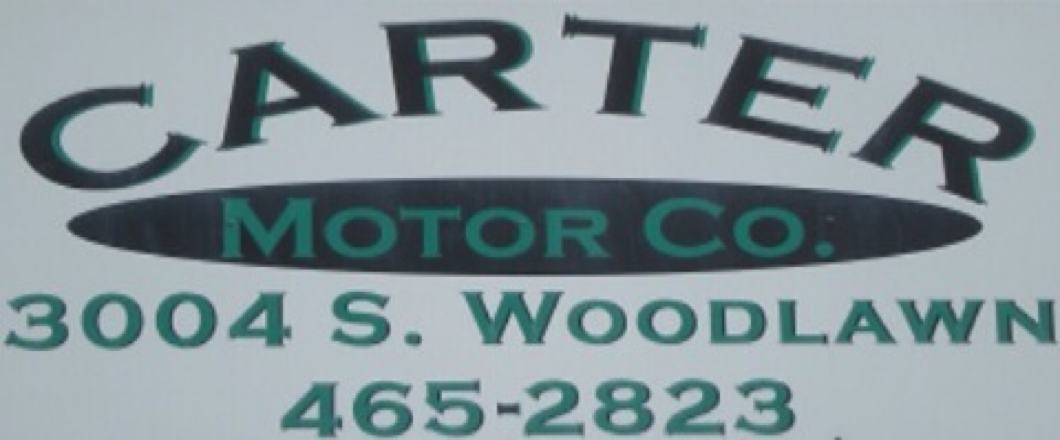 CARTER
MOTOR CO.
3004 S. WOODLAWN
465-2823